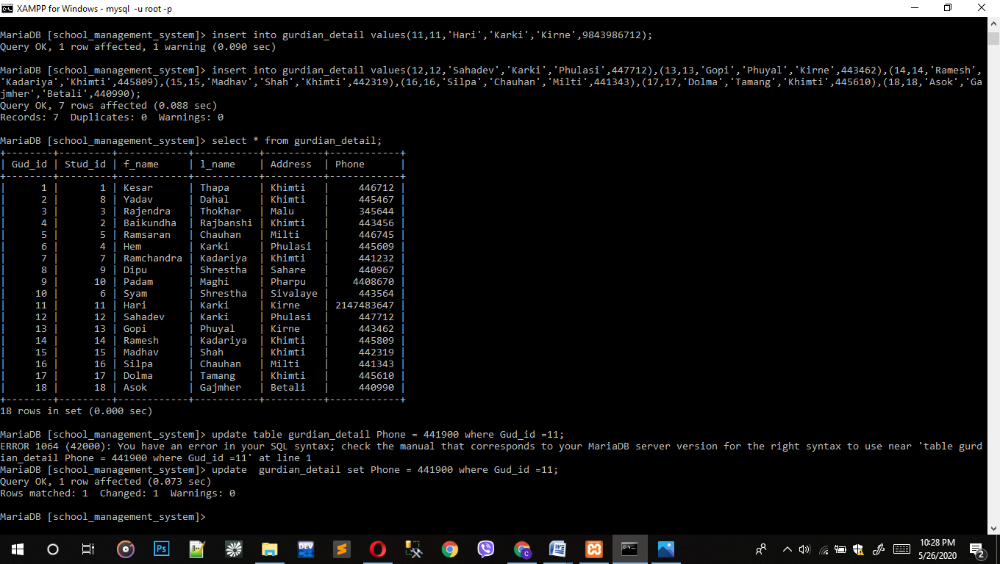 XAMPP for Windows - mysql  -u root -p
MariaDB [school_management_system]> insert into gurdian_detail values(11,11,'Hari','Karki','Kirne',9843986712);
Query OK, 1 row affected, 1 warning (0.090 sec)
MariaDB [school_management_system]> insert into gurdian_detail values(12,12,'Sahadev','Karki','Phulasi',447712),(13,13,'Gopi','Phuyal','Kirne',443462),(14,14,'Ramesh',
'Kadariya','Khimti',445809),(15,15,'Madhav','Shah','Khimti',442319),(16,16,'Silpa','Chauhan','Milti',441343),(17,17,'Dolma','Tamang','Khimti',445610),(18,18,'Asok','Ga
jmher','Betali',440990);
Query OK, 7 rows affected (0.088 sec)
Records: 7  Duplicates: 0  Warnings: 0
MariaDB [school_management_system]> select * from gurdian_detail;
+--------+---------+------------+-----------+----------+------------+
| Gud_id | Stud_id | f_name     | l_name    | Address  | Phone      |
+--------+---------+------------+-----------+----------+------------+
|      1 |       1 | Kesar      | Thapa     | Khimti   |     446712 |
|      2 |       8 | Yadav      | Dahal     | Khimti   |     445467 |
|      3 |       3 | Rajendra   | Thokhar   | Malu     |     345644 |
|      4 |       2 | Baikundha  | Rajbanshi | Khimti   |     443456 |
|      5 |       5 | Ramsaran   | Chauhan   | Milti    |     446745 |
|      6 |       4 | Hem        | Karki     | Phulasi  |     445609 |
|      7 |       7 | Ramchandra | Kadariya  | Khimti   |     441232 |
|      8 |       9 | Dipu       | Shrestha  | Sahare   |     440967 |
|      9 |      10 | Padam      | Maghi     | Pharpu   |    4408670 |
|     10 |       6 | Syam       | Shrestha  | Sivalaye |     443564 |
|     11 |      11 | Hari       | Karki     | Kirne    | 2147483647 |
|     12 |      12 | Sahadev    | Karki     | Phulasi  |     447712 |
|     13 |      13 | Gopi       | Phuyal    | Kirne    |     443462 |
|     14 |      14 | Ramesh     | Kadariya  | Khimti   |     445809 |
|     15 |      15 | Madhav     | Shah      | Khimti   |     442319 |
|     16 |      16 | Silpa      | Chauhan   | Milti    |     441343 |
|     17 |      17 | Dolma      | Tamang    | Khimti   |     445610 |
|     18 |      18 | Asok       | Gajmher   | Betali   |     440990 |
+--------+---------+------------+-----------+----------+------------+
18 rows in set (0.000 sec)
MariaDB [school_management_system]> update table gurdian_detail Phone = 441900 where Gud_id =11;
ERROR 1064 (42000): You have an error in your SQL syntax; check the manual that corresponds to your MariaDB server version for the right syntax to use near 'table gurd
ian_detail Phone = 441900 where Gud_id =11' at line 1
MariaDB [school_management_system]> update  gurdian_detail set Phone = 441900 where Gud_id =11;
Query OK, 1 row affected (0.073 sec)
Rows matched: 1  Changed: 1  Warnings: 0
MariaDB [school_management_system]>
Ps
DEV
W
C
10:28 PM
5/26/2020
2